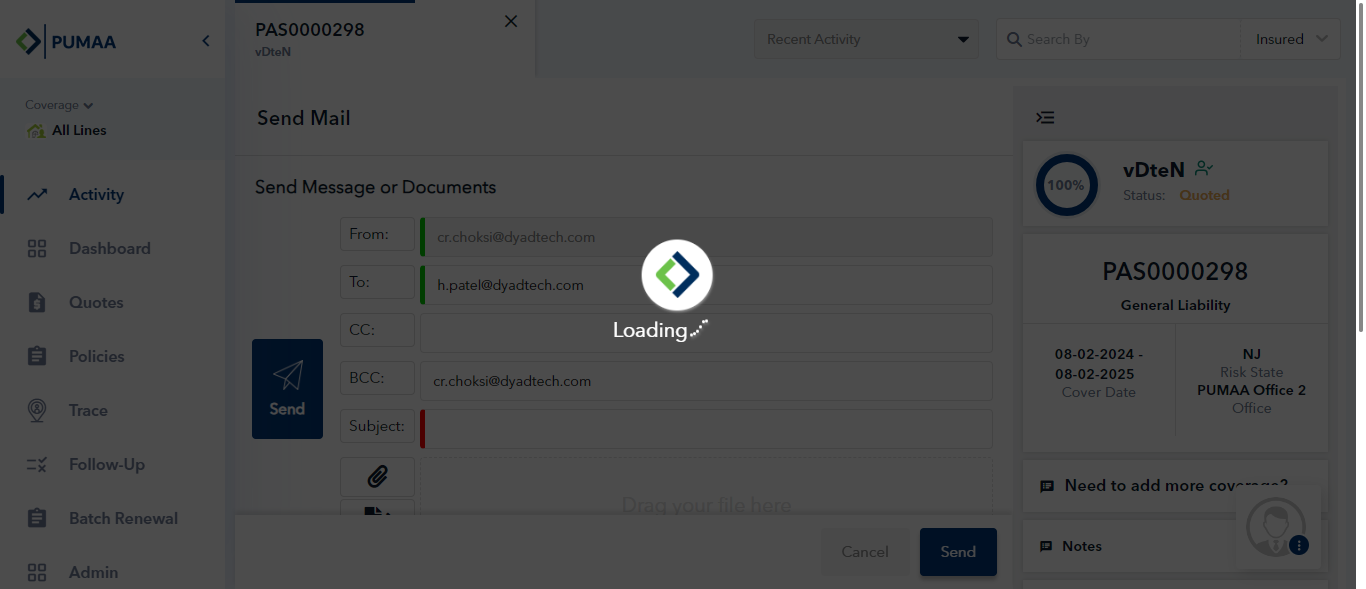 PUMAA
Coverage
All Lines
Activity
Dashboard
Quotes
Policies
Trace
Follow-Up
Batch Renewal
Admin
PAS0000298
vDteN
Recent Activity
Search By
Insured
Send Mail
Send Message or Documents
From:
cr.choksi@dyadtech.com
To:
h.patel@dyadtech.com
CC:
BCC:
cr.choksi@dyadtech.com
Subject:
Send
Drag your file here
Loading
Cancel
Send
100%
vDteN
Status: Quoted
PAS0000298
General Liability
08-02-2024 -
08-02-2025
Cover Date
NJ
Risk State
PUMAA Office 2
Office
Need to add more coverage?
Notes